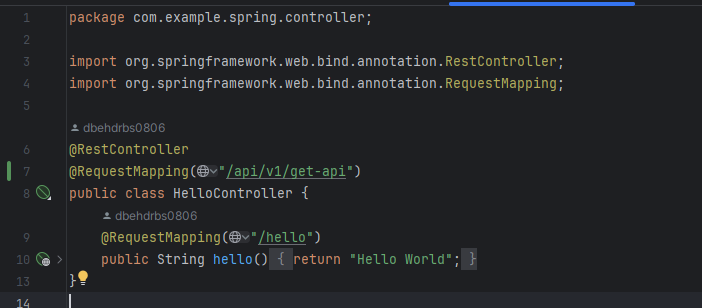 1 package com.example.spring.controller;
2
3 import org.springframework.web.bind.annotation.RestController;
4 import org.springframework.web.bind.annotation.RequestMapping;
5
dbehdrbs0806
6 @RestController
7 @RequestMapping("/api/v1/get-api")
8 public class HelloController {
dbehdrbs0806
9 @RequestMapping("/hello")
10 public String hello() { return "Hello World"; }
13 }
14